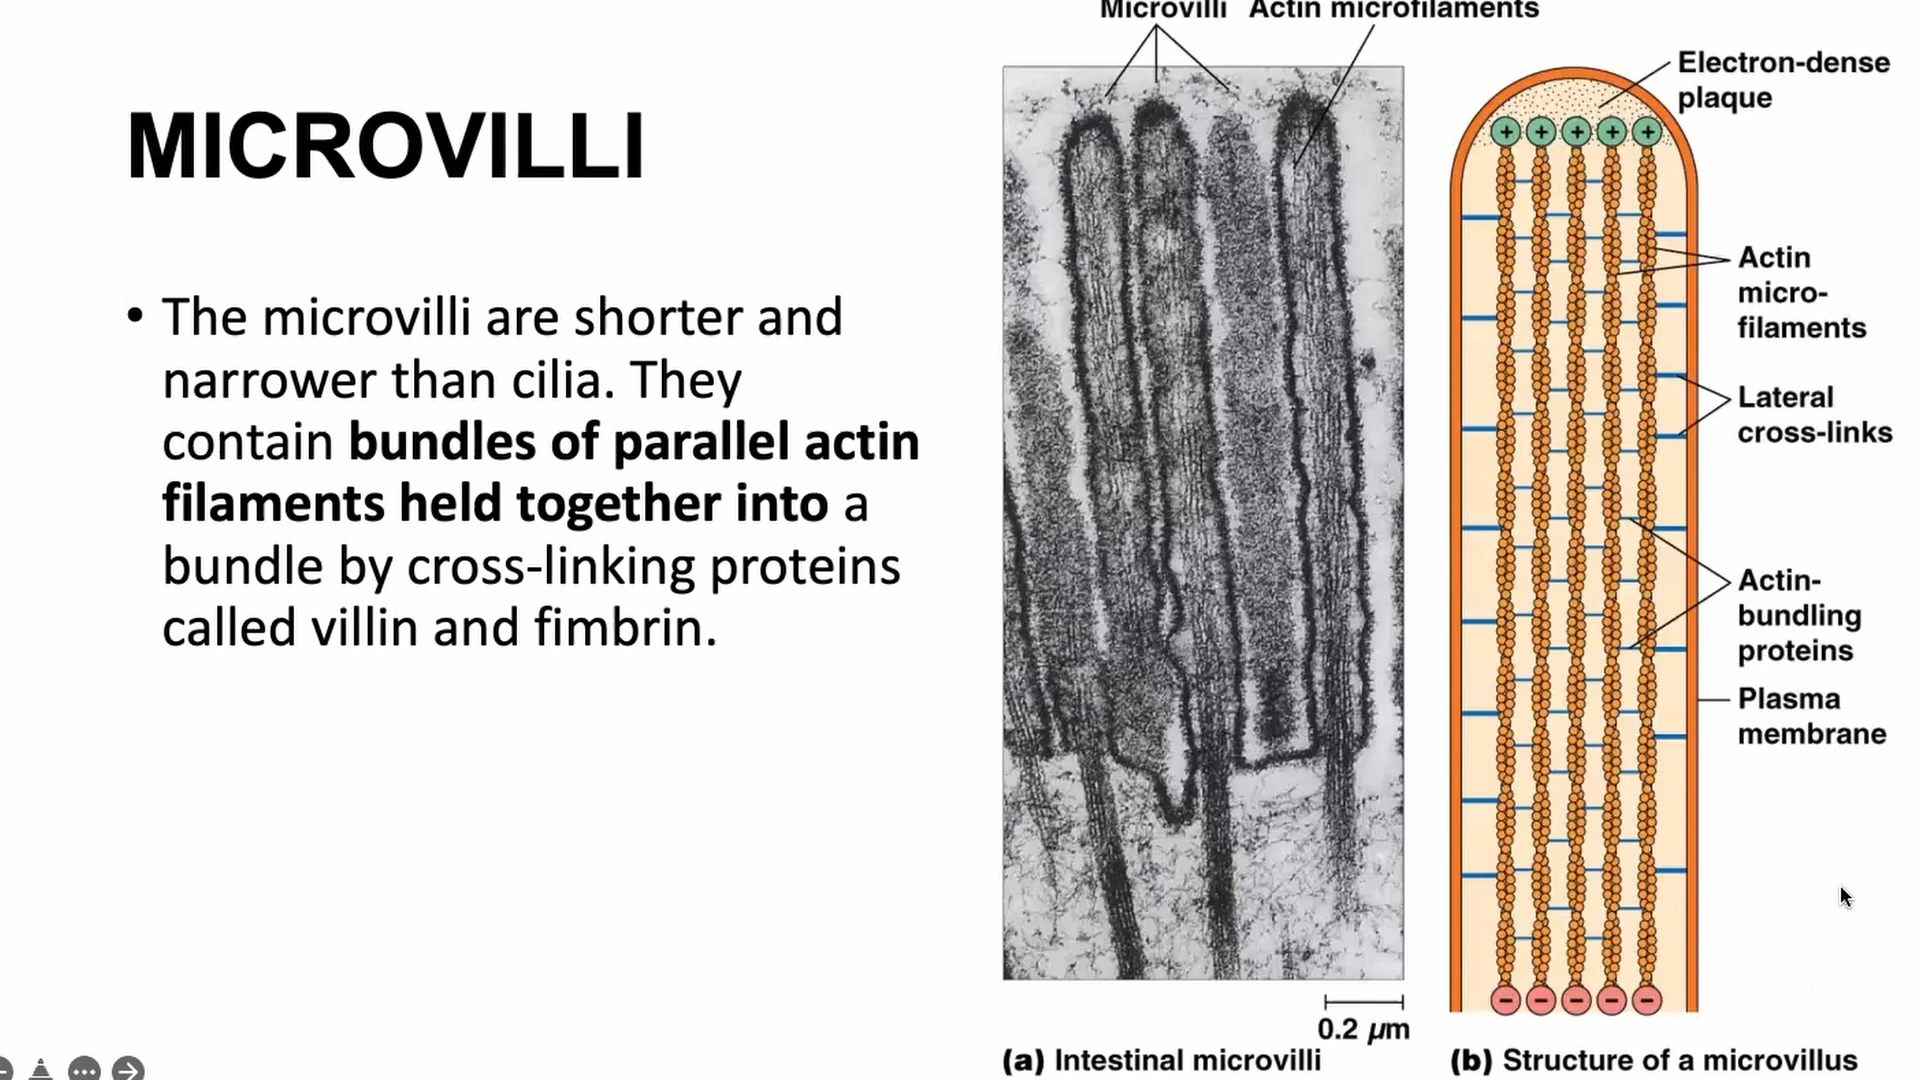 MICROVILLI
• The microvilli are shorter and
narrower than cilia. They
contain bundles of parallel actin
filaments held together into a
bundle by cross-linking proteins
called villin and fimbrin.
Microvilli Actin microfilaments
0.2 µm
(a) Intestinal microvilli
Electron-dense
plaque
+ + + + +
Actin
micro-
filaments
Lateral
cross-links
Actin-
bundling
proteins
Plasma
membrane
- - - - -
(b) Structure of a microvillus